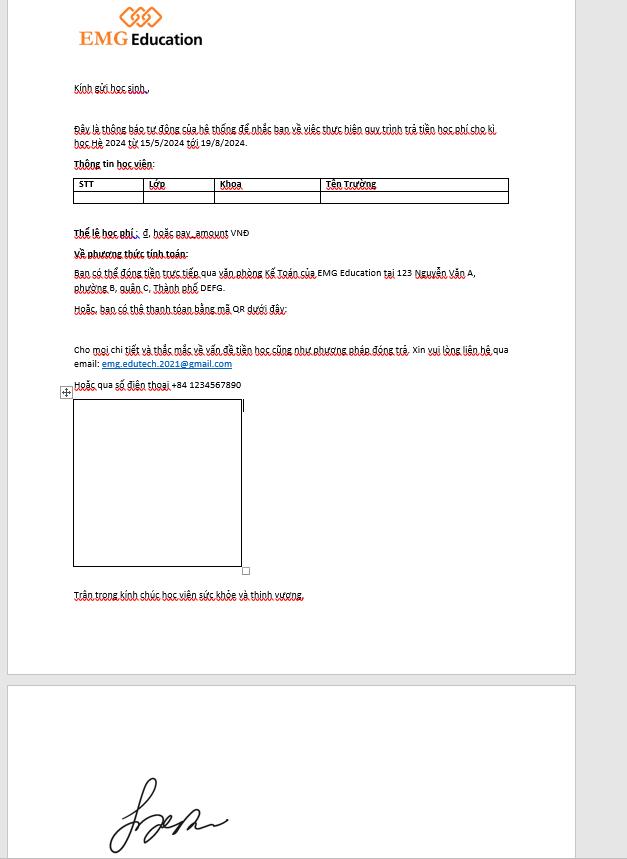 EMG Education
Kính gửi học sinh ,
Đây là thông báo tự động của hệ thống để nhắc bạn về việc thực hiện quy trình trả tiền học phí cho kì
học Hè 2024 từ 15/5/2024 tới 19/8/2024.
Thông tin học viên:
STT Lớp Khoa Tên Trường
Thể lệ học phí : đ, hoặc pay_amount VNĐ
Về phương thức tính toán:
Bạn có thể đóng tiền trực tiếp qua văn phòng Kế Toán của EMG Education tại 123 Nguyễn Văn A,
phường B, quận C, Thành phố DEFG.
Hoặc, bạn có thể thanh tóan bằng mã QR dưới đây:
Cho mọi chi tiết và thắc mắc về vấn đề tiền học cũng như phương pháp đóng trả. Xin vui lòng liên hệ qua
email: emg.edutech.2021@gmail.com
Hoặc qua số điện thoại +84 1234567890
Trân trọng kính chúc học viên sức khỏe và thịnh vượng,